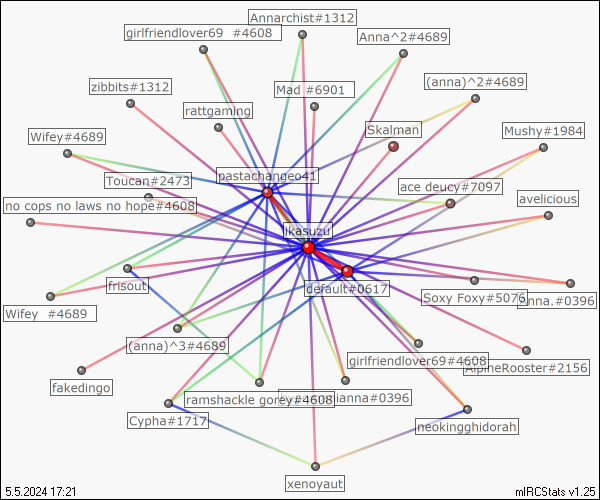 Annarchist#1312
girlfriendlover69 #4608
Anna^2#4689
zibbits#1312
Mad #6901
(anna)^2#4689
rattgaming
Skalman
Wifey#4689
Mushy#1984
Toucan#2473
pastachangeo41
ace deucy#7097
no cops no laws no hope#4608
avelicious
ikasuzu
frisout
default#0617
Soxy Foxy#5076
Anna.#0396
Wifey #4689
(anna)^3#4689
girlfriendlover69#4608
AlpineRooster#2156
fakedingo
ramshackle gorey#4608
ianna#0396
Cypha#1717
neokingghidorah
xenoyaut
5.5.2024 17:21
mIRCStats v1.25